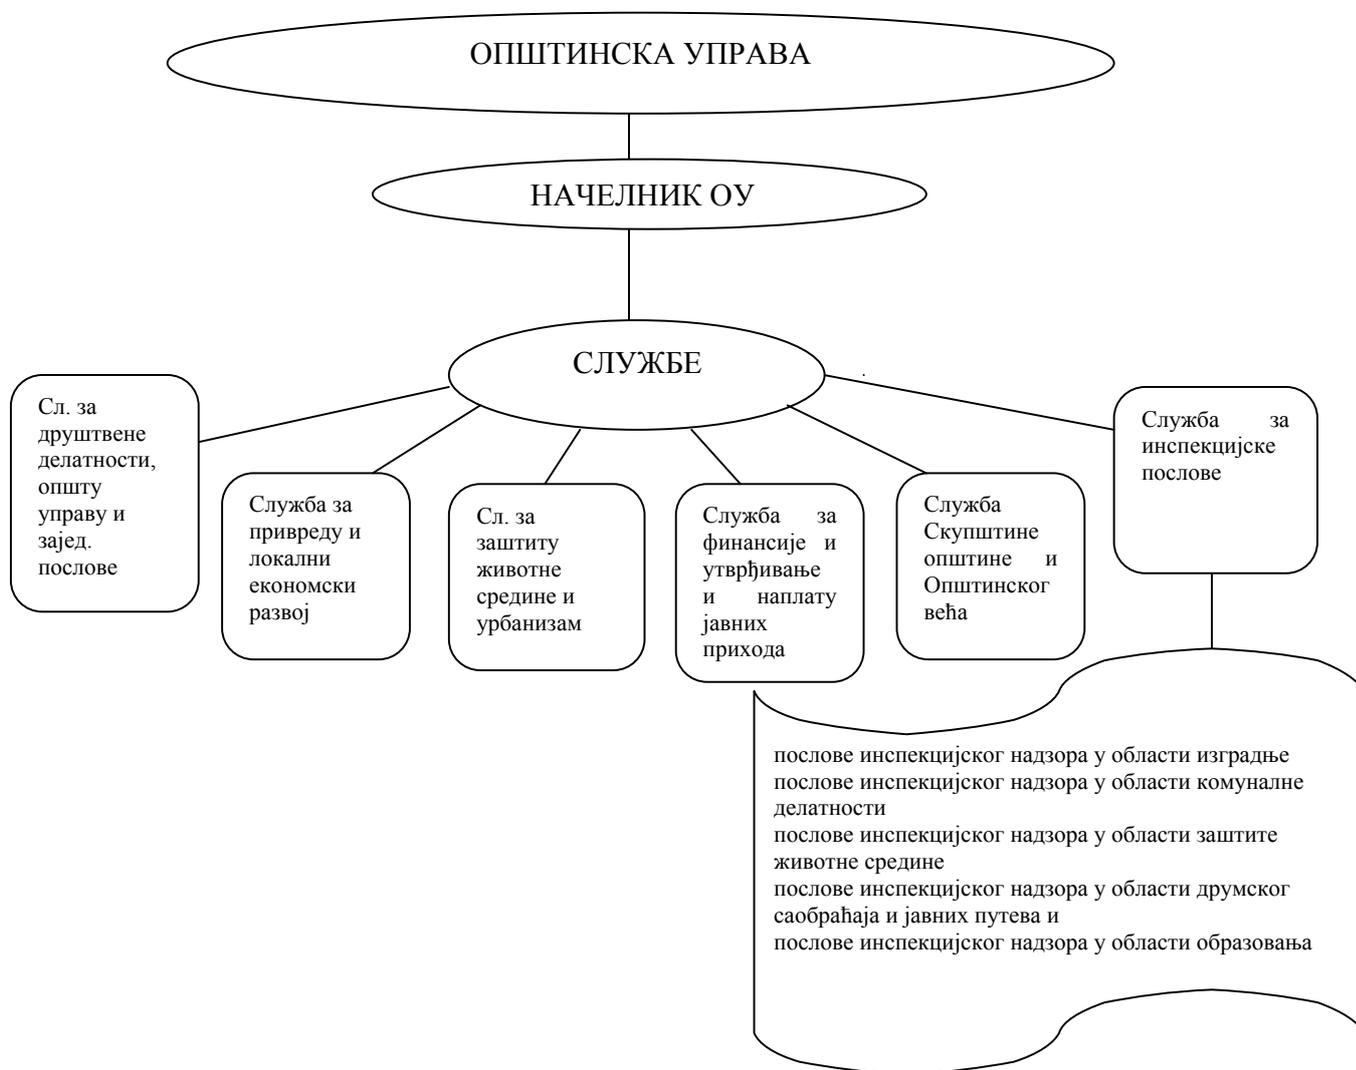 ОПШТИНСКА УПРАВА
НАЧЕЛНИК ОУ
СЛУЖБЕ
Сл. за
друштвене
делатности,
општу
управу и
зајед.
послове
Служба за
привреду и
локални
економски
развој
Сл. за
заштиту
животне
средине и
урбанизам
Служба за
финансије и
утврђивање
и наплату
јавних
прихода
Служба
Скупштине
општине и
Општинског
већа
Служба за
инспекцијске
послове
послове инспекцијског надзора у области изградње
послове инспекцијског надзора у области комуналне
делатности
послове инспекцијског надзора у области заштите
животне средине
послове инспекцијског надзора у области друмског
саобраћаја и јавних путева и
послове инспекцијског надзора у области образовања